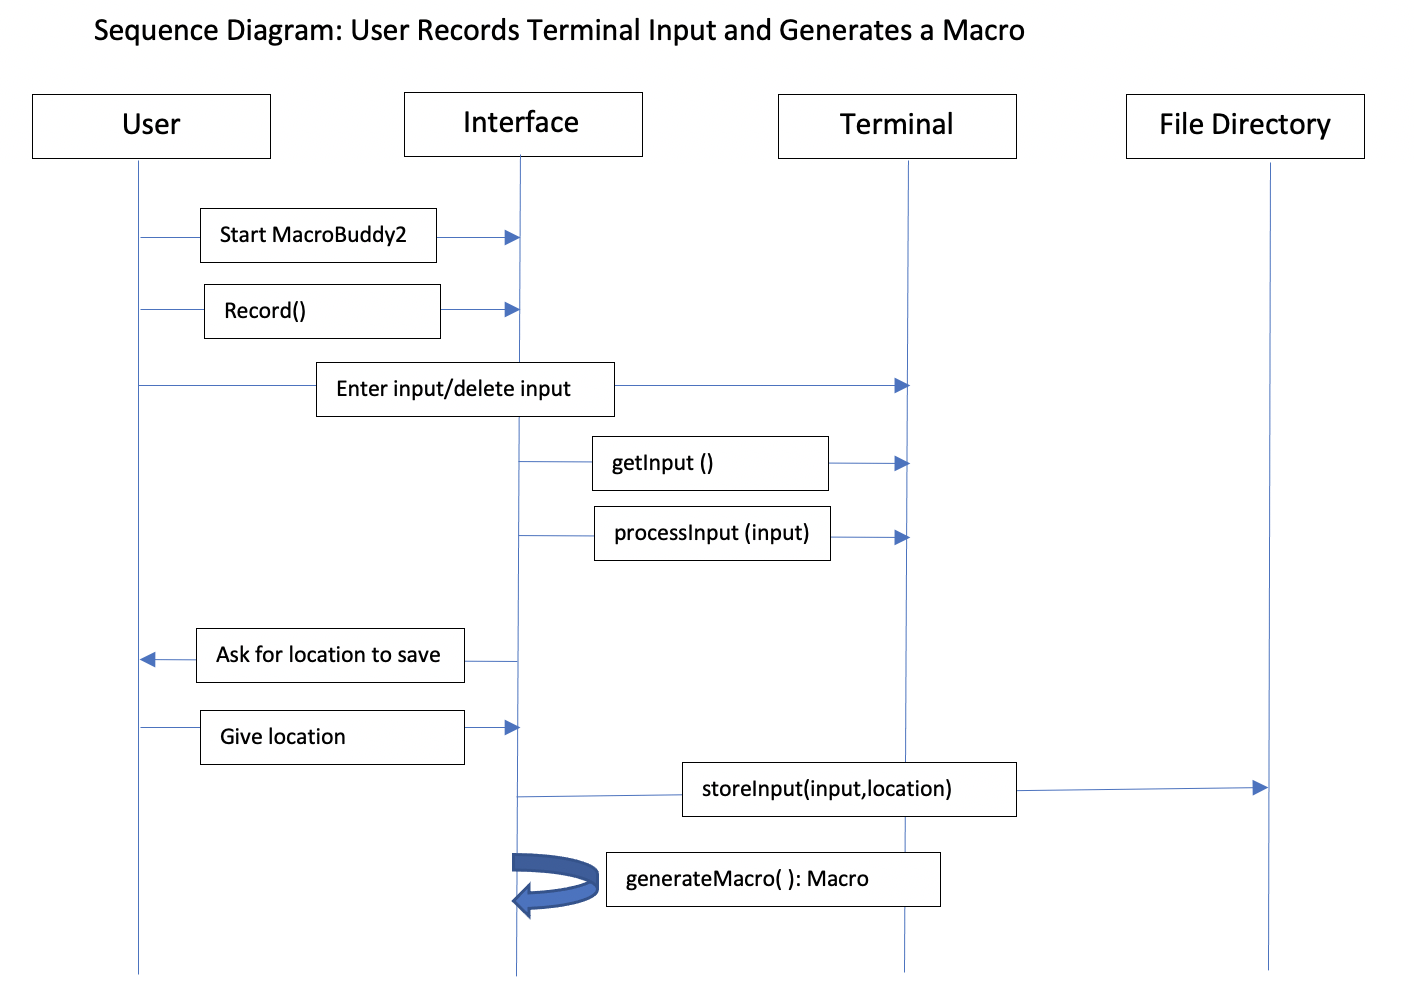 Sequence Diagram: User Records Terminal Input and Generates a Macro
User
Interface
Terminal
File Directory
Start MacroBuddy2
Record()
Enter input/delete input
getInput ()
processInput (input)
Ask for location to save
Give location
storeInput(input,location)
generateMacro( ): Macro